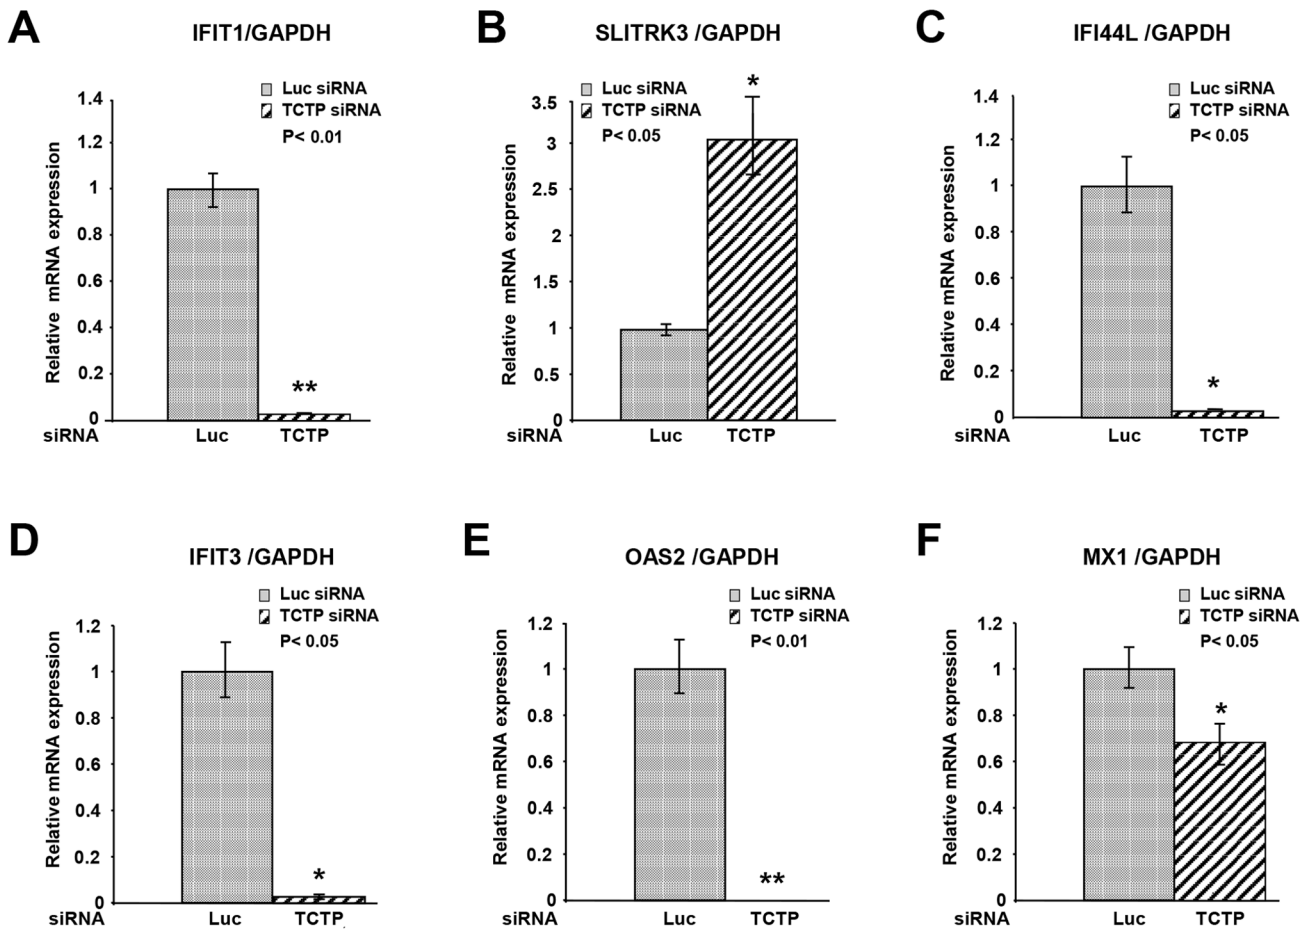 A
IFIT1/GAPDH
Luc siRNA
TCTP siRNA
P< 0.01
Relative mRNA expression
1.4
1.2
1
0.8
0.6
0.4
0.2
0
**
siRNA Luc TCTP
B
SLITRK3 /GAPDH
Luc siRNA
TCTP siRNA
P< 0.05
Relative mRNA expression
3.5
3
2.5
2
1.5
1
0.5
0
*
Luc TCTP
C
IFI44L /GAPDH
Luc siRNA
TCTP siRNA
P< 0.05
Relative mRNA expression
1.4
1.2
1
0.8
0.6
0.4
0.2
0
*
siRNA Luc TCTP
D
IFIT3 /GAPDH
Luc siRNA
TCTP siRNA
P< 0.05
Relative mRNA expression
1.2
1
0.8
0.6
0.4
0.2
0
*
siRNA Luc TCTP
E
OAS2 /GAPDH
Luc siRNA
TCTP siRNA
P< 0.01
Relative mRNA expression
1.2
1
0.8
0.6
0.4
0.2
0
**
siRNA Luc TCTP
F
MX1 /GAPDH
Luc siRNA
TCTP siRNA
P< 0.05
Relative mRNA expression
1.2
1
0.8
0.6
0.4
0.2
0
*
siRNA Luc TCTP